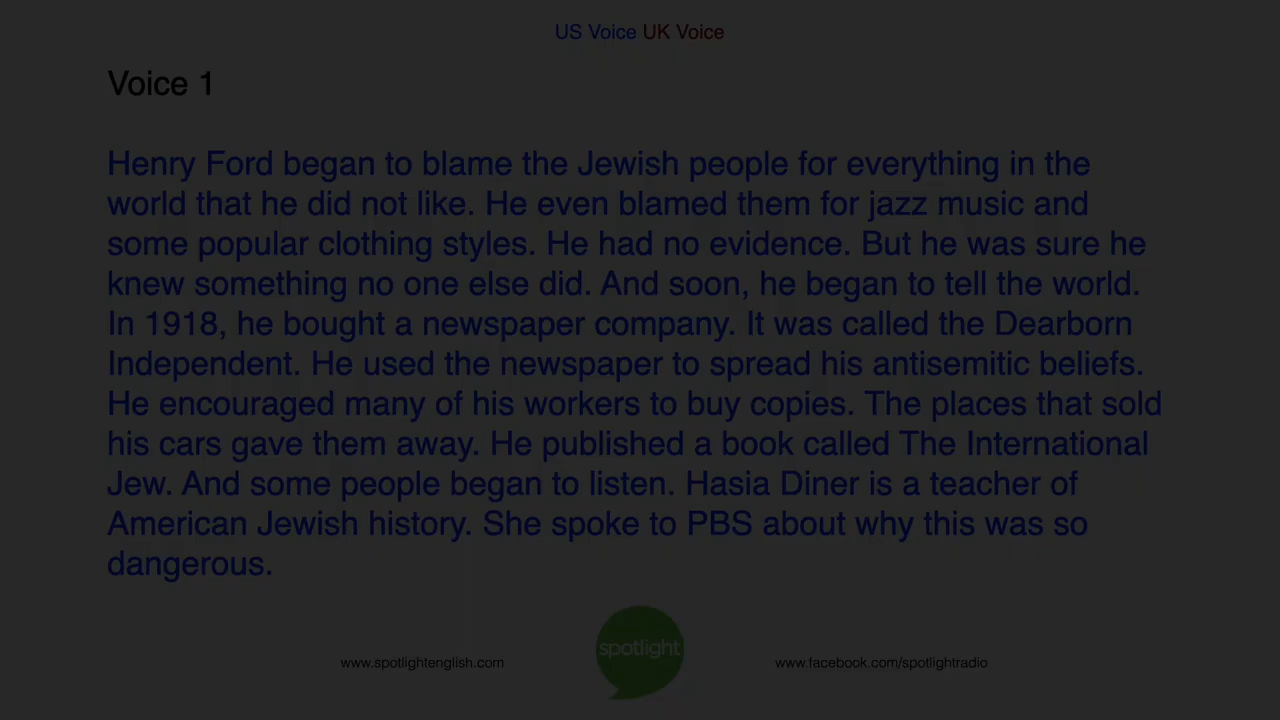 US Voice UK Voice
Voice 1
Henry Ford began to blame the Jewish people for everything in the
world that he did not like. He even blamed them for jazz music and
some popular clothing styles. He had no evidence. But he was sure he
knew something no one else did. And soon, he began to tell the world.
In 1918, he bought a newspaper company. It was called the Dearborn
Independent. He used the newspaper to spread his antisemitic beliefs.
He encouraged many of his workers to buy copies. The places that sold
his cars gave them away. He published a book called The International
Jew. And some people began to listen. Hasia Diner is a teacher of
American Jewish history. She spoke to PBS about why this was so
dangerous.
spotlight
www.spotlightenglish.com
www.facebook.com/spotlightradio